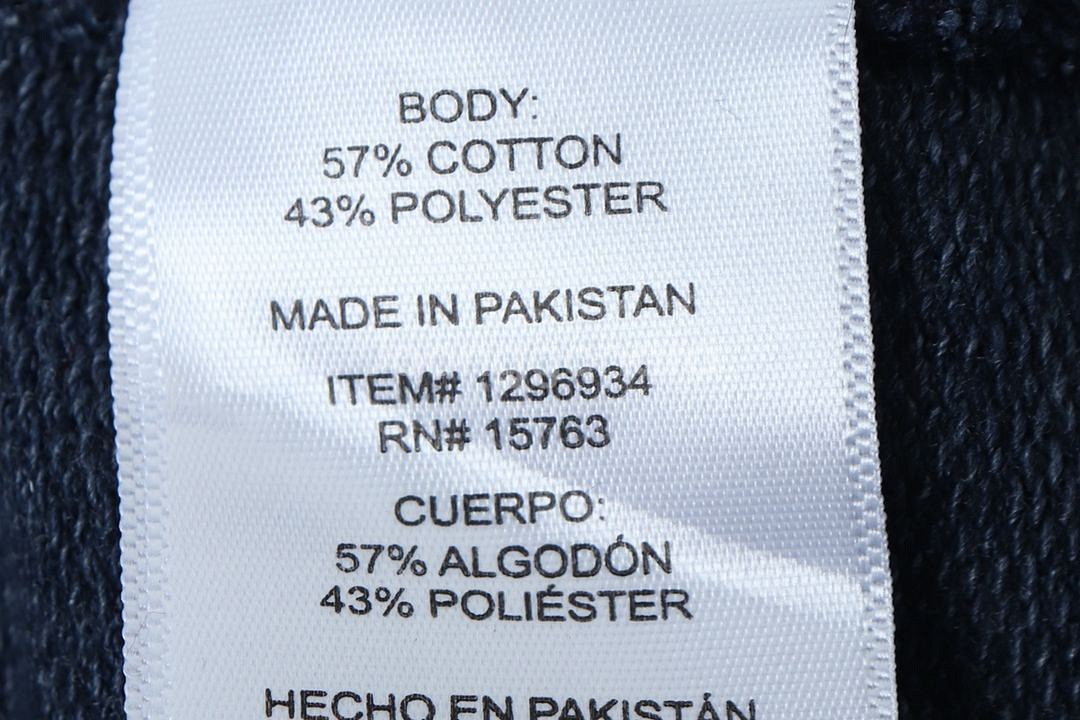 BODY:
57% COTTON
43% POLYESTER
MADE IN PAKISTAN
ITEM# 1296934
RN# 15763
CUERPO:
57% ALGODÓN
43% POLIÉSTER
HECHO EN PAKISTÁN